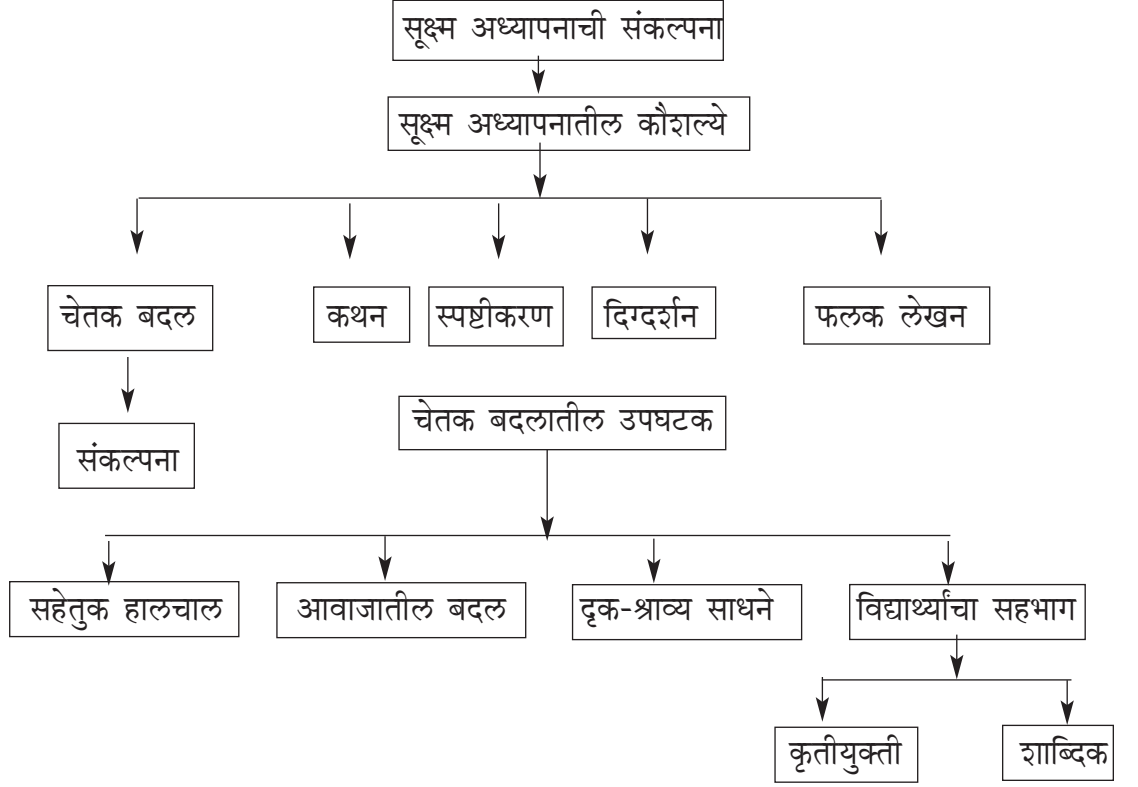 सूक्ष्म अध्यापनाची संकल्पना
सूक्ष्म अध्यापनातील कौशल्ये
चेतक बदल
कथन
स्पष्टीकरण
दिग्दर्शन
फलक लेखन
संकल्पना
चेतक बदलातील उपघटक
सहेतुक हालचाल
आवाजातील बदल
दृक-श्राव्य साधने
विद्यार्थ्यांचा सहभाग
कृतीयुक्ती
शाब्दिक